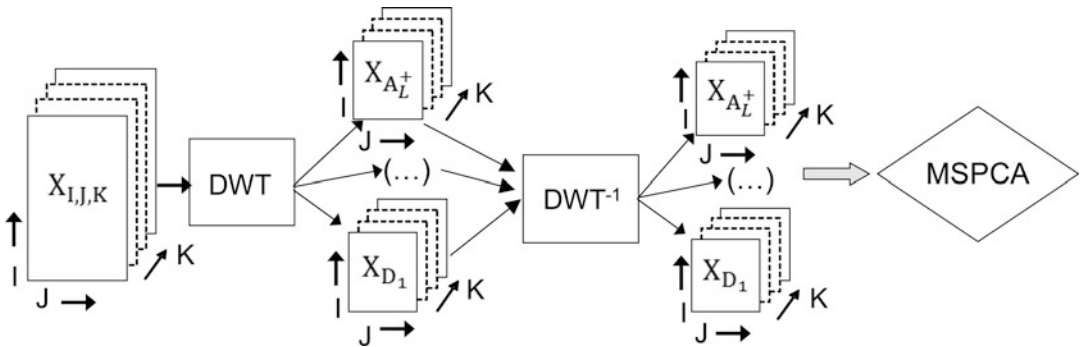 X_{I,J,K}
I
J
K
DWT
X_{A_L^+}
I
J
K
(...)
X_{D_1}
I
J
K
DWT^{-1}
X_{A_L^+}
I
J
K
(...)
X_{D_1}
I
J
K
MSPCA